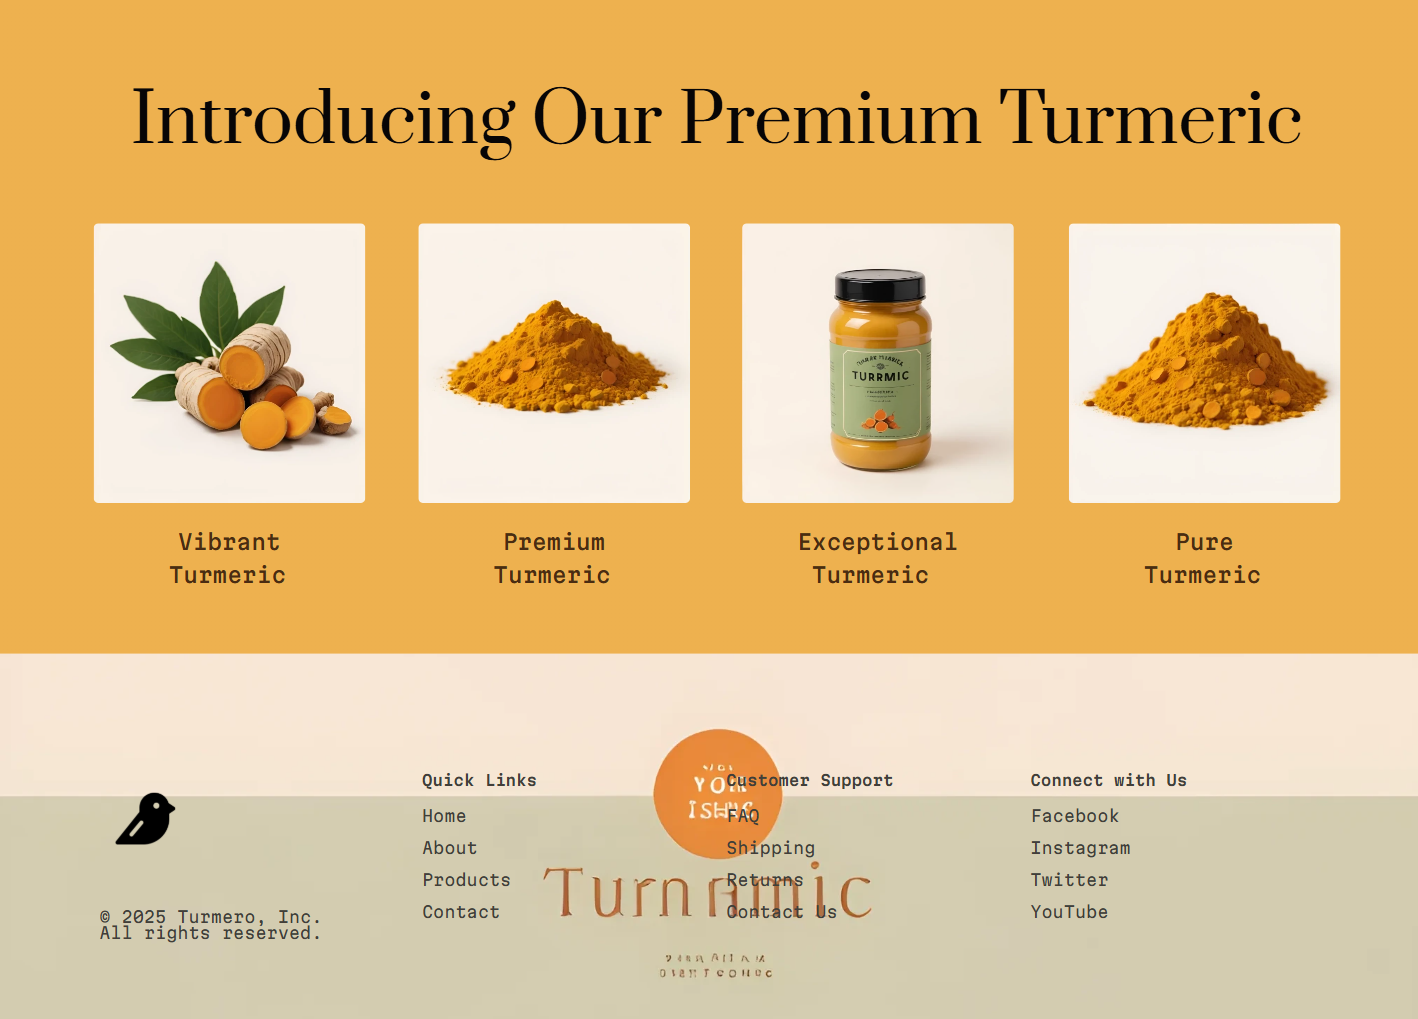 Introducing Our Premium Turmeric
TURRMIC
Vibrant
Turmeric
Premium
Turmeric
Exceptional
Turmeric
Pure
Turmeric
© 2025 Turmero, Inc.
All rights reserved.
Quick Links
Home
About
Products
Contact
Customer Support
FAQ
Shipping
Returns
Contact Us
Connect with Us
Facebook
Instagram
Twitter
YouTube